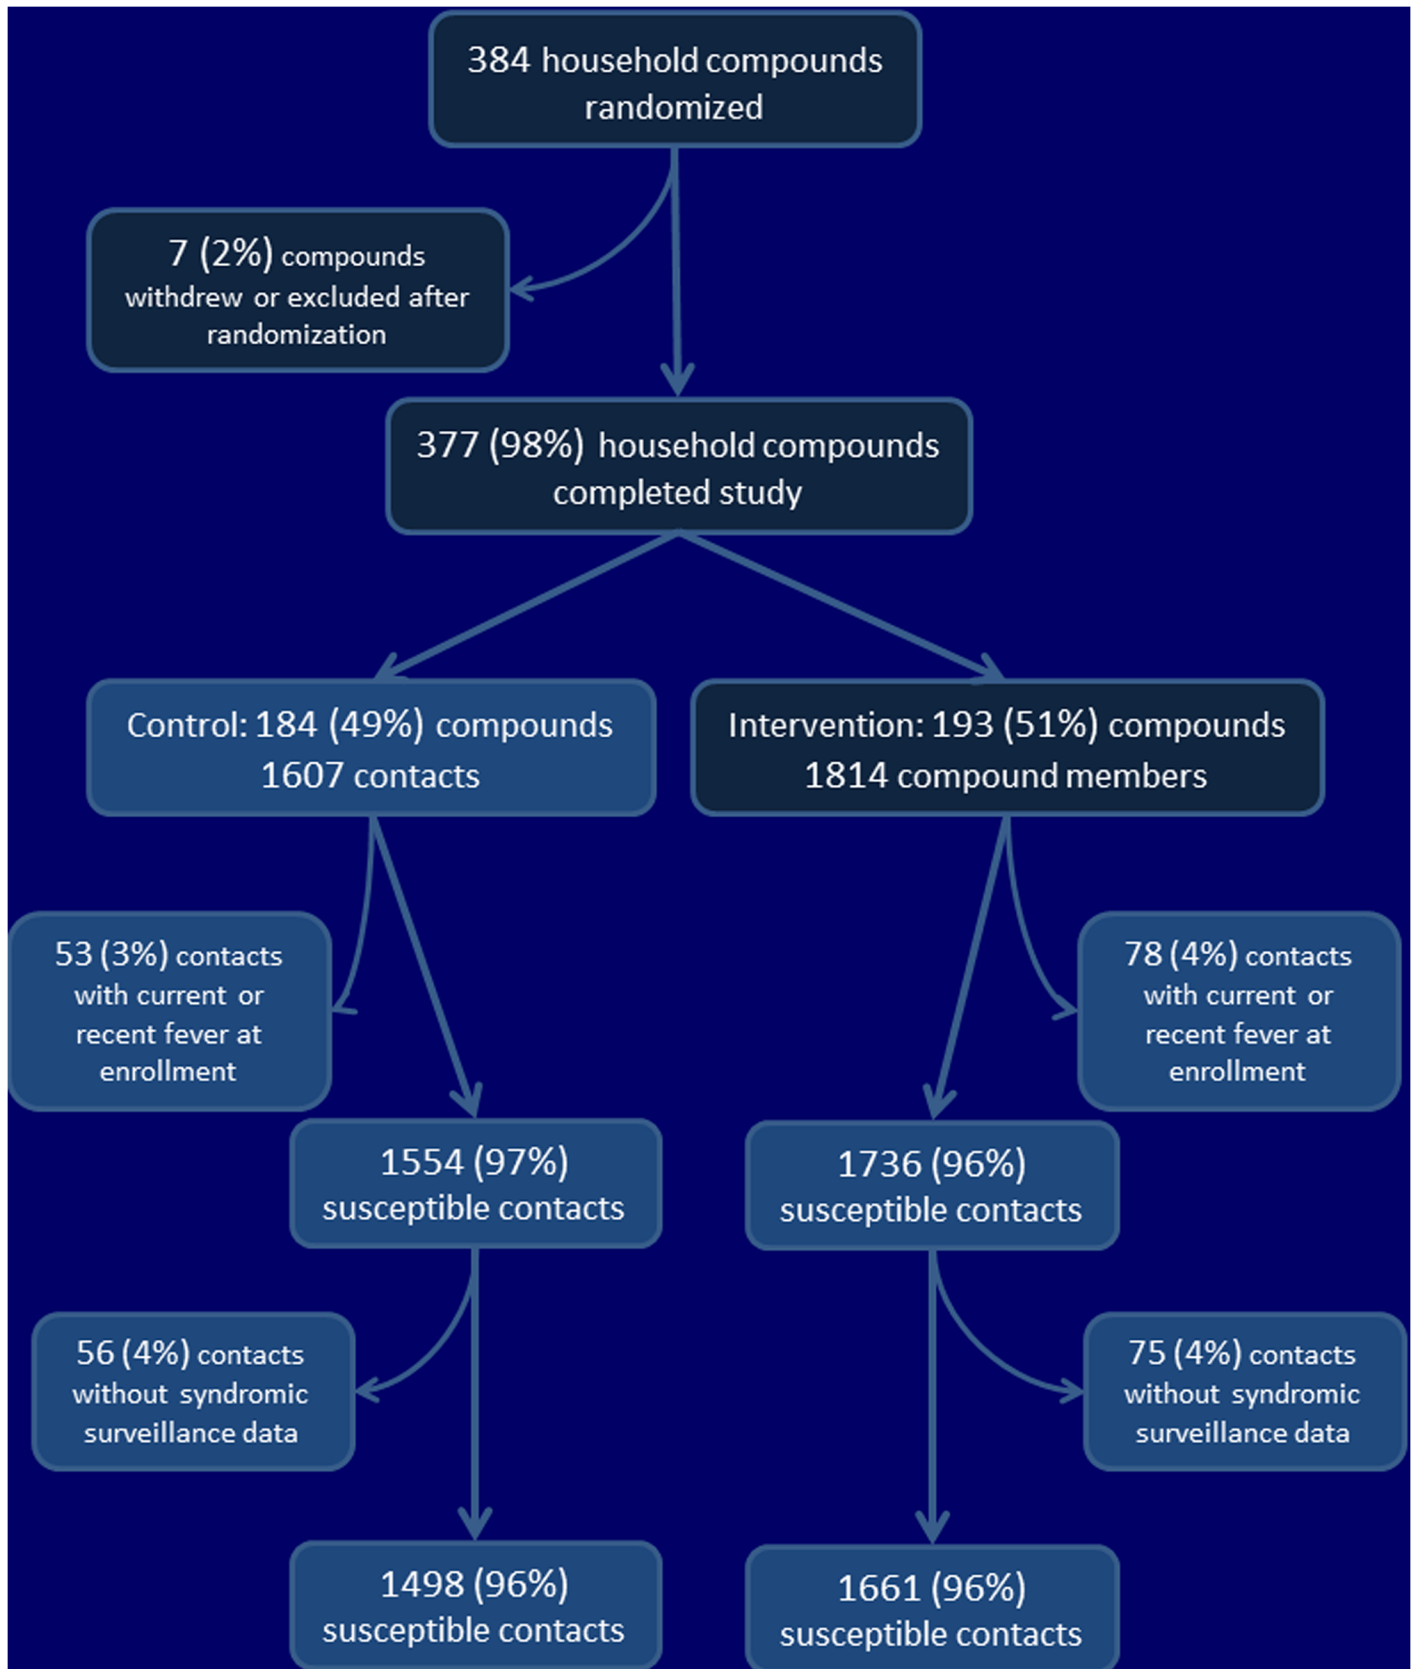 384 household compounds
randomized
7 (2%) compounds
withdrew or excluded after
randomization
377 (98%) household compounds
completed study
Control: 184 (49%) compounds
1607 contacts
Intervention: 193 (51%) compounds
1814 compound members
53 (3%) contacts
with current or
recent fever at
enrollment
78 (4%) contacts
with current or
recent fever at
enrollment
1554 (97%)
susceptible contacts
1736 (96%)
susceptible contacts
56 (4%) contacts
without syndromic
surveillance data
75 (4%) contacts
without syndromic
surveillance data
1498 (96%)
susceptible contacts
1661 (96%)
susceptible contacts